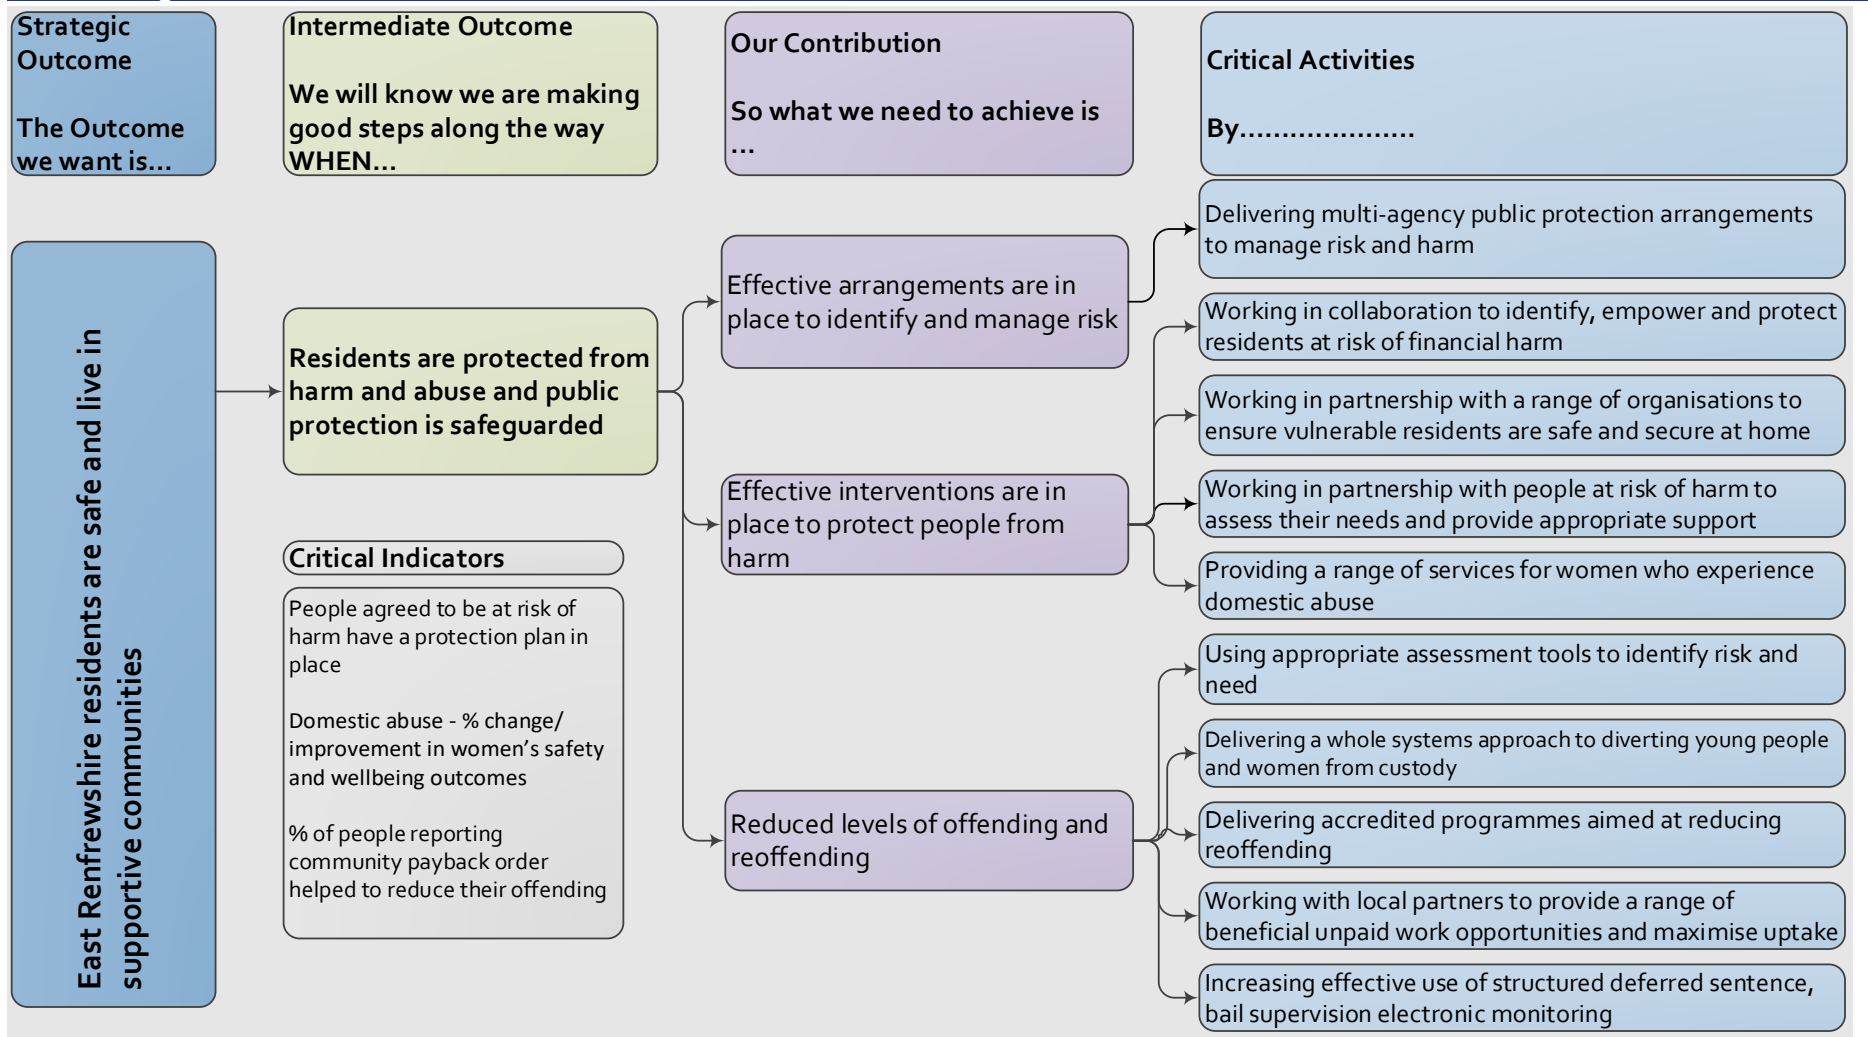 Strategic
Outcome
The Outcome
we want is...
Intermediate Outcome
We will know we are making
good steps along the way
WHEN...
Our Contribution
So what we need to achieve is
...
Critical Activities
By.....................
East Renfrewshire residents are safe and live in
supportive communities
Residents are protected from
harm and abuse and public
protection is safeguarded
Critical Indicators
People agreed to be at risk of
harm have a protection plan in
place
Domestic abuse - % change/
improvement in women's safety
and wellbeing outcomes
% of people reporting
community payback order
helped to reduce their offending
Effective arrangements are in
place to identify and manage risk
Effective interventions are in
place to protect people from
harm
Reduced levels of offending and
reoffending
Delivering multi-agency public protection arrangements
to manage risk and harm
Working in collaboration to identify, empower and protect
residents at risk of financial harm
Working in partnership with a range of organisations to
ensure vulnerable residents are safe and secure at home
Working in partnership with people at risk of harm to
assess their needs and provide appropriate support
Providing a range of services for women who experience
domestic abuse
Using appropriate assessment tools to identify risk and
need
Delivering a whole systems approach to diverting young people
and women from custody
Delivering accredited programmes aimed at reducing
reoffending
Working with local partners to provide a range of
beneficial unpaid work opportunities and maximise uptake
Increasing effective use of structured deferred sentence,
bail supervision electronic monitoring